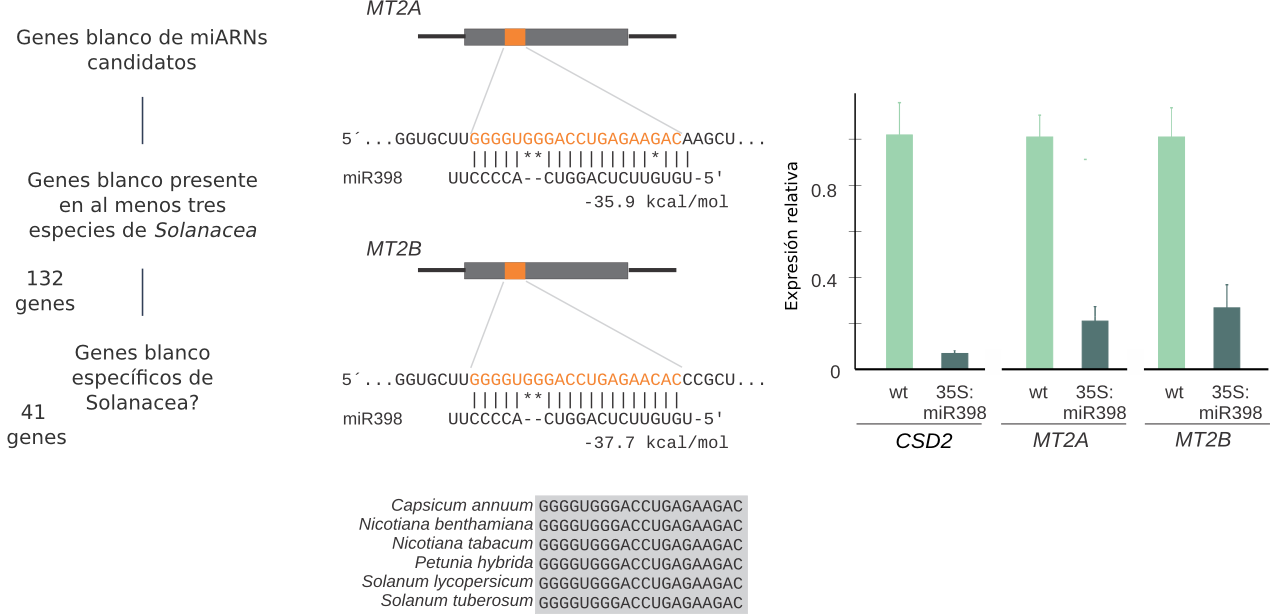 Genes blanco de miARNs
candidatos
Genes blanco presente
en al menos tres
especies de Solanacea
132
genes
Genes blanco
específicos de
Solanacea?
41
genes
MT2A
5´...GGUGCUUGGGGUGGGACCUGAGAAGACAAGCU...
|||||**||||||||||*|||
miR398 UUCCCCA--CUGGACUCUUGUGU-5'
-35.9 kcal/mol
MT2B
5´...GGUGCUUGGGGUGGGACCUGAGAACACCCGCU...
|||||**|||||||||||||
miR398 UUCCCCA--CUGGACUCUUGUGU-5'
-37.7 kcal/mol
Capsicum annuum GGGGUGGGACCUGAGAAGAC
Nicotiana benthamiana GGGGUGGGACCUGAGAAGAC
Nicotiana tabacum GGGGUGGGACCUGAGAAGAC
Petunia hybrida GGGGUGGGACCUGAGAAGAC
Solanum lycopersicum GGGGUGGGACCUGAGAAGAC
Solanum tuberosum GGGGUGGGACCUGAGAAGAC
Expresión relativa
0.8
0.4
0
wt 35S: wt 35S: wt 35S:
miR398 miR398 miR398
CSD2 MT2A MT2B